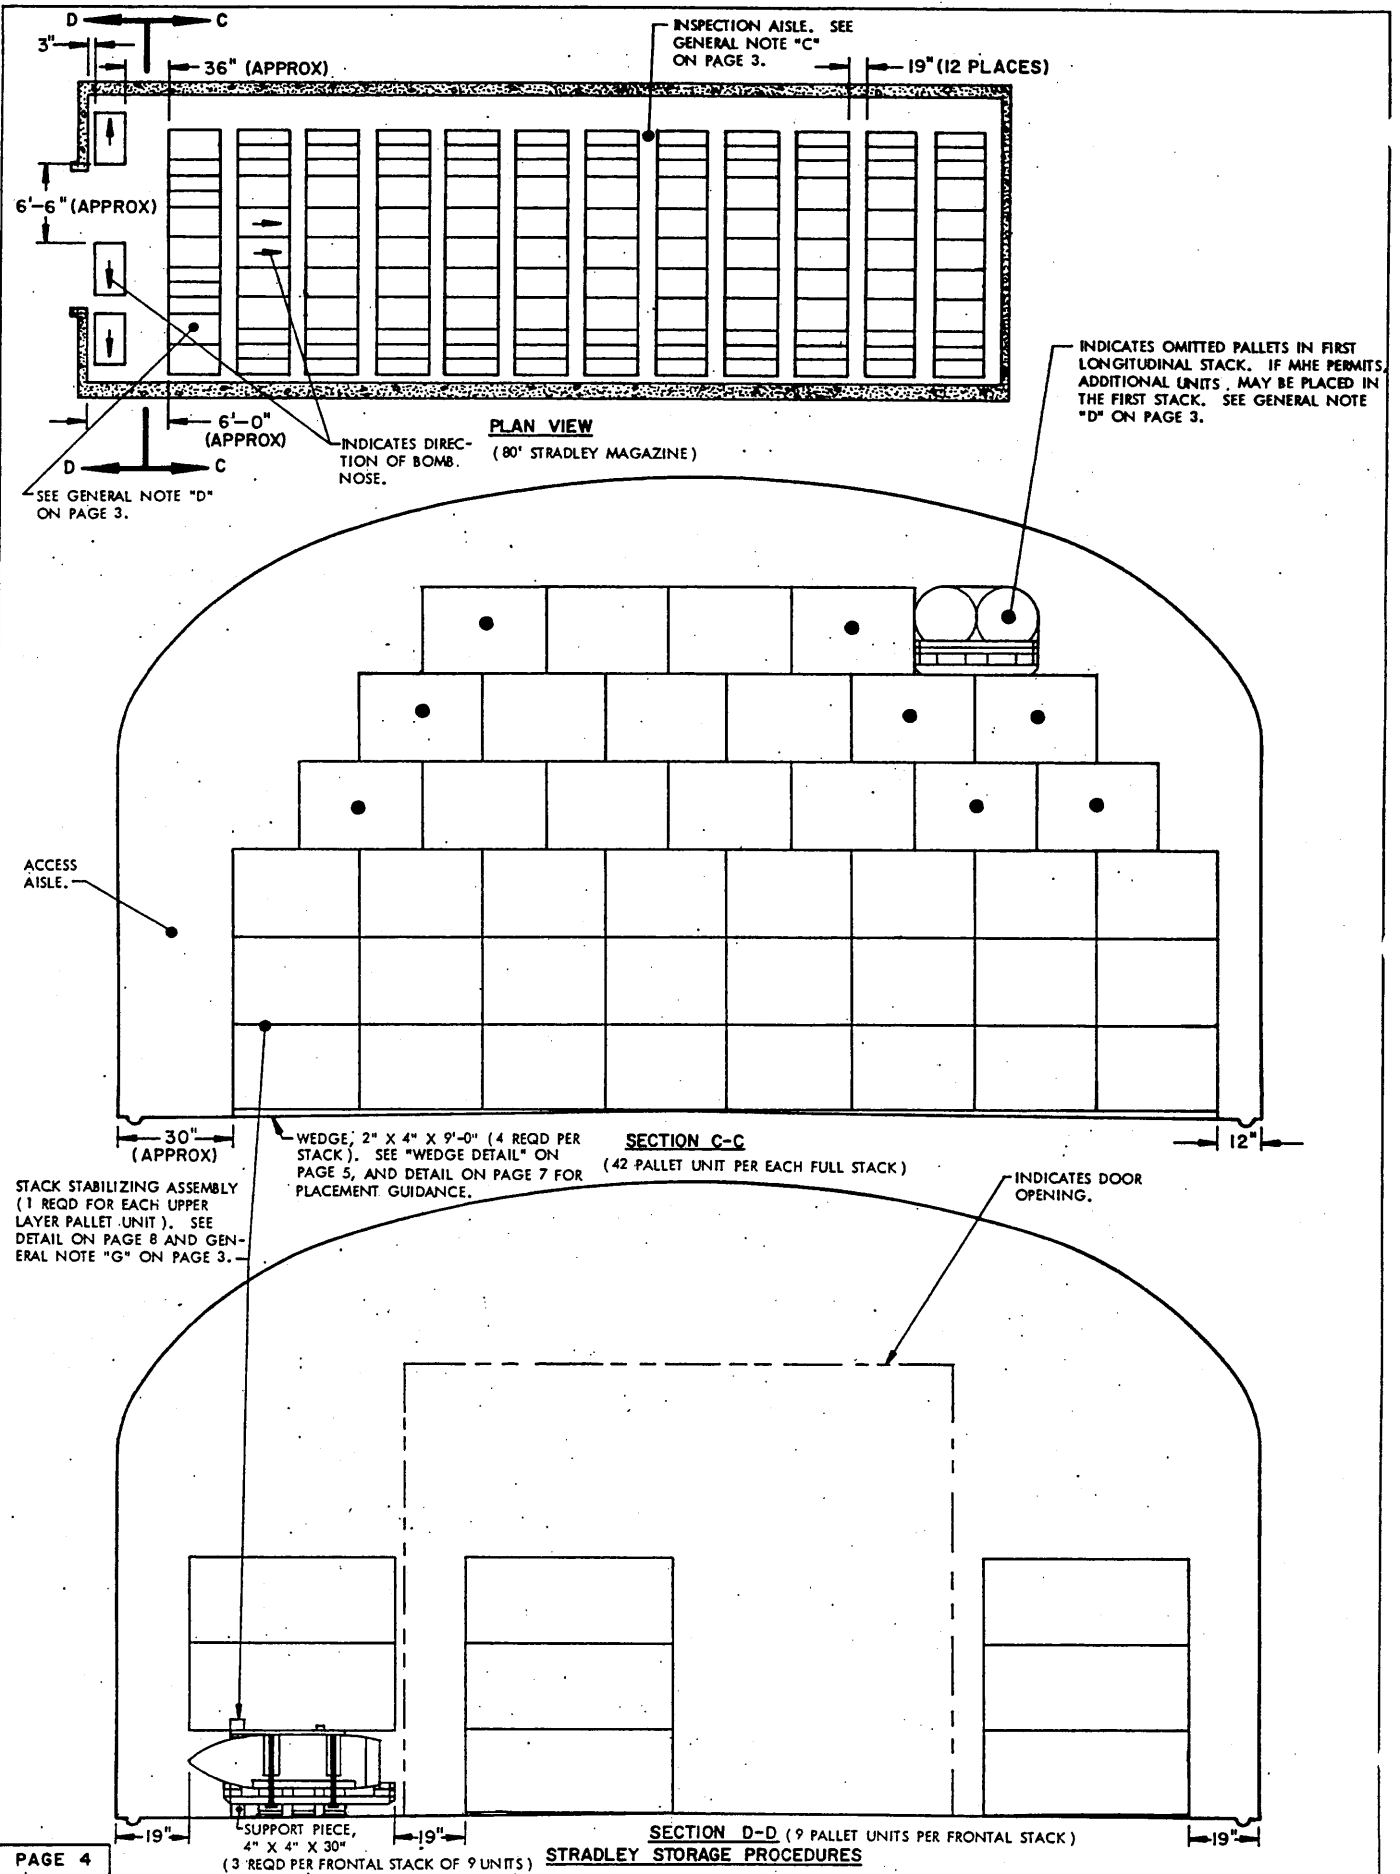 D C
3"
36" (APPROX)
INSPECTION AISLE. SEE
GENERAL NOTE "C"
ON PAGE 3.
19" (12 PLACES)
6'-6" (APPROX)
INDICATES OMITTED PALLETS IN FIRST
LONGITUDINAL STACK. IF MHE PERMITS,
ADDITIONAL UNITS, MAY BE PLACED IN
THE FIRST STACK. SEE GENERAL NOTE
"D" ON PAGE 3.
6'-0"
(APPROX)
D C
INDICATES DIREC-
TION OF BOMB.
NOSE.
PLAN VIEW
(80' STRADLEY MAGAZINE)
SEE GENERAL NOTE "D"
ON PAGE 3.
ACCESS
AISLE.
30"
(APPROX)
WEDGE, 2" X 4" X 9'-0" (4 REQD PER
STACK). SEE "WEDGE DETAIL" ON
PAGE 5, AND DETAIL ON PAGE 7 FOR
PLACEMENT GUIDANCE.
SECTION C-C
(42 PALLET UNIT PER EACH FULL STACK)
12"
STACK STABILIZING ASSEMBLY
(1 REQD FOR EACH UPPER
LAYER PALLET UNIT). SEE
DETAIL ON PAGE 8 AND GEN-
ERAL NOTE "G" ON PAGE 3.
INDICATES DOOR
OPENING.
19"
SUPPORT PIECE,
4" X 4" X 30"
(3 REQD PER FRONTAL STACK OF 9 UNITS)
19"
SECTION D-D (9 PALLET UNITS PER FRONTAL STACK)
19"
STRADLEY STORAGE PROCEDURES
PAGE 4